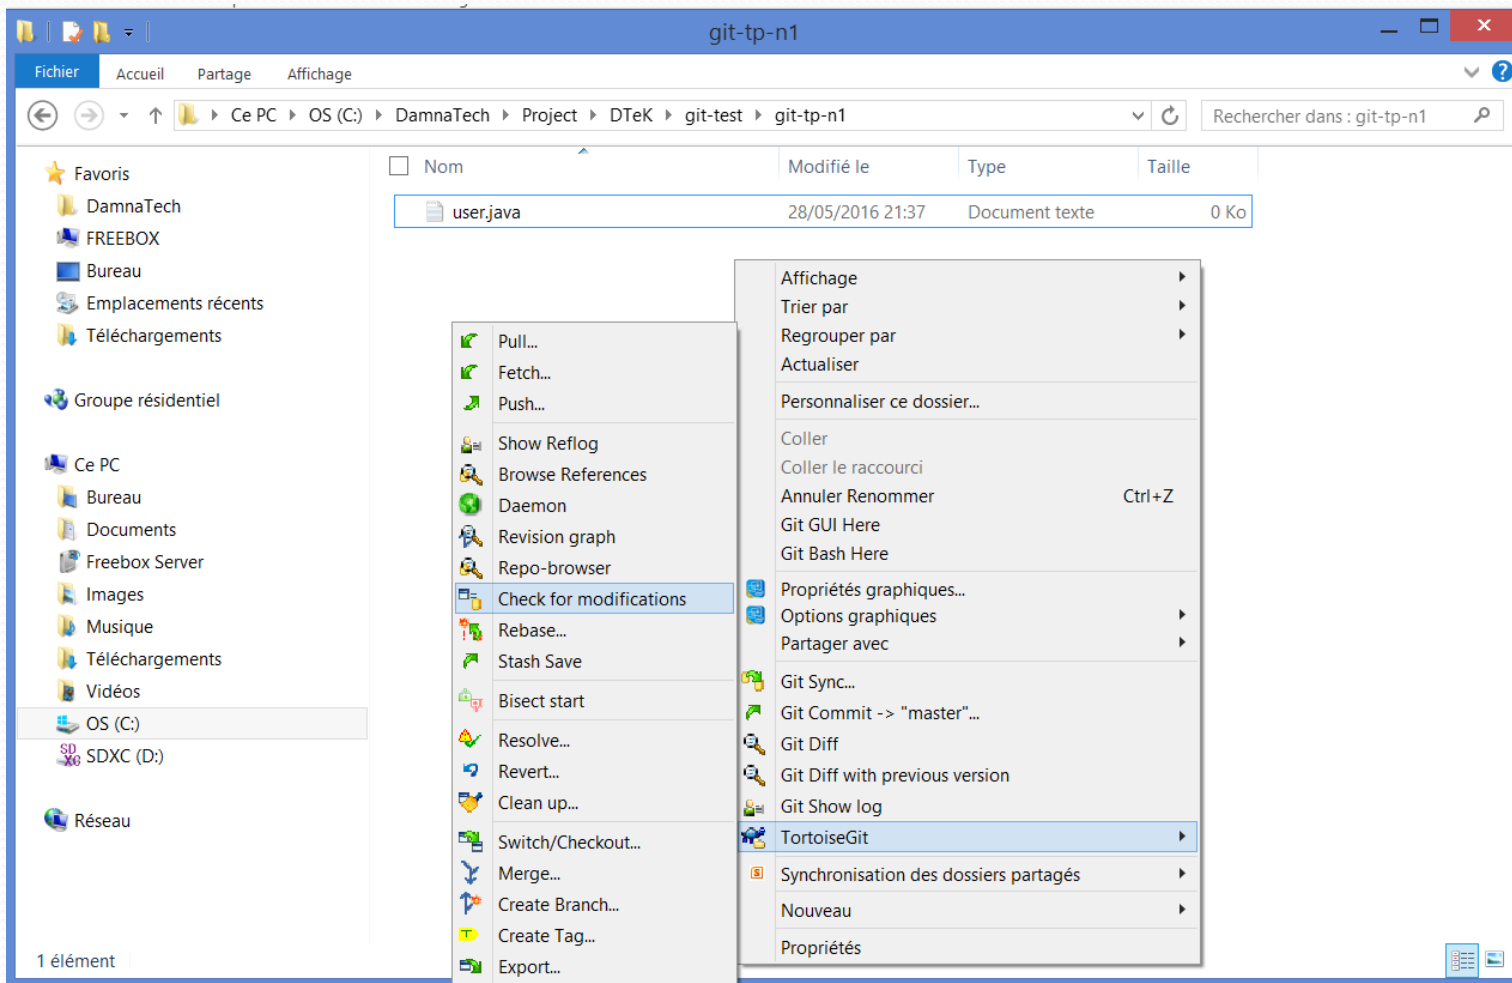 git-tp-n1
Fichier Accueil Partage Affichage
Ce PC OS (C:) DamnaTech Project DTeK git-test git-tp-n1 Rechercher dans : git-tp-n1
Favoris
DamnaTech
FREEBOX
Bureau
Emplacements récents
Téléchargements
Groupe résidentiel
Ce PC
Bureau
Documents
Freebox Server
Images
Musique
Téléchargements
Vidéos
OS (C:)
SDXC (D:)
Réseau
1 élément
Nom Modifié le Type Taille
user.java 28/05/2016 21:37 Document texte 0 Ko
Affichage
Trier par
Regrouper par
Actualiser
Personnaliser ce dossier...
Coller
Coller le raccourci
Annuler Renommer Ctrl+Z
Git GUI Here
Git Bash Here
Propriétés graphiques...
Options graphiques
Partager avec
Git Sync...
Git Commit -> "master"...
Git Diff
Git Diff with previous version
Git Show log
TortoiseGit
Synchronisation des dossiers partagés
Nouveau
Propriétés
Pull...
Fetch...
Push...
Show Reflog
Browse References
Daemon
Revision graph
Repo-browser
Check for modifications
Rebase...
Stash Save
Bisect start
Resolve...
Revert...
Clean up...
Switch/Checkout...
Merge...
Create Branch...
Create Tag...
Export...